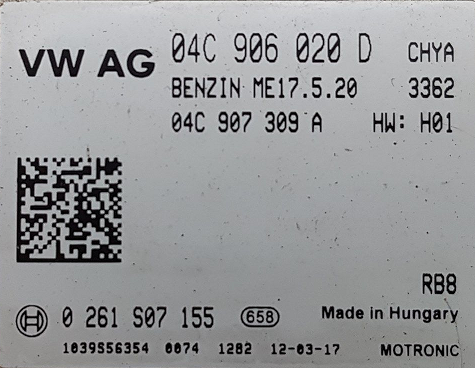 VW AG 04C 906 020 D CHYA
BENZIN ME17.5.20 3362
04C 907 309 A HW: H01
RB8
0 261 S07 155 658 Made in Hungary
1039S56354 0074 1282 12-03-17 MOTRONIC